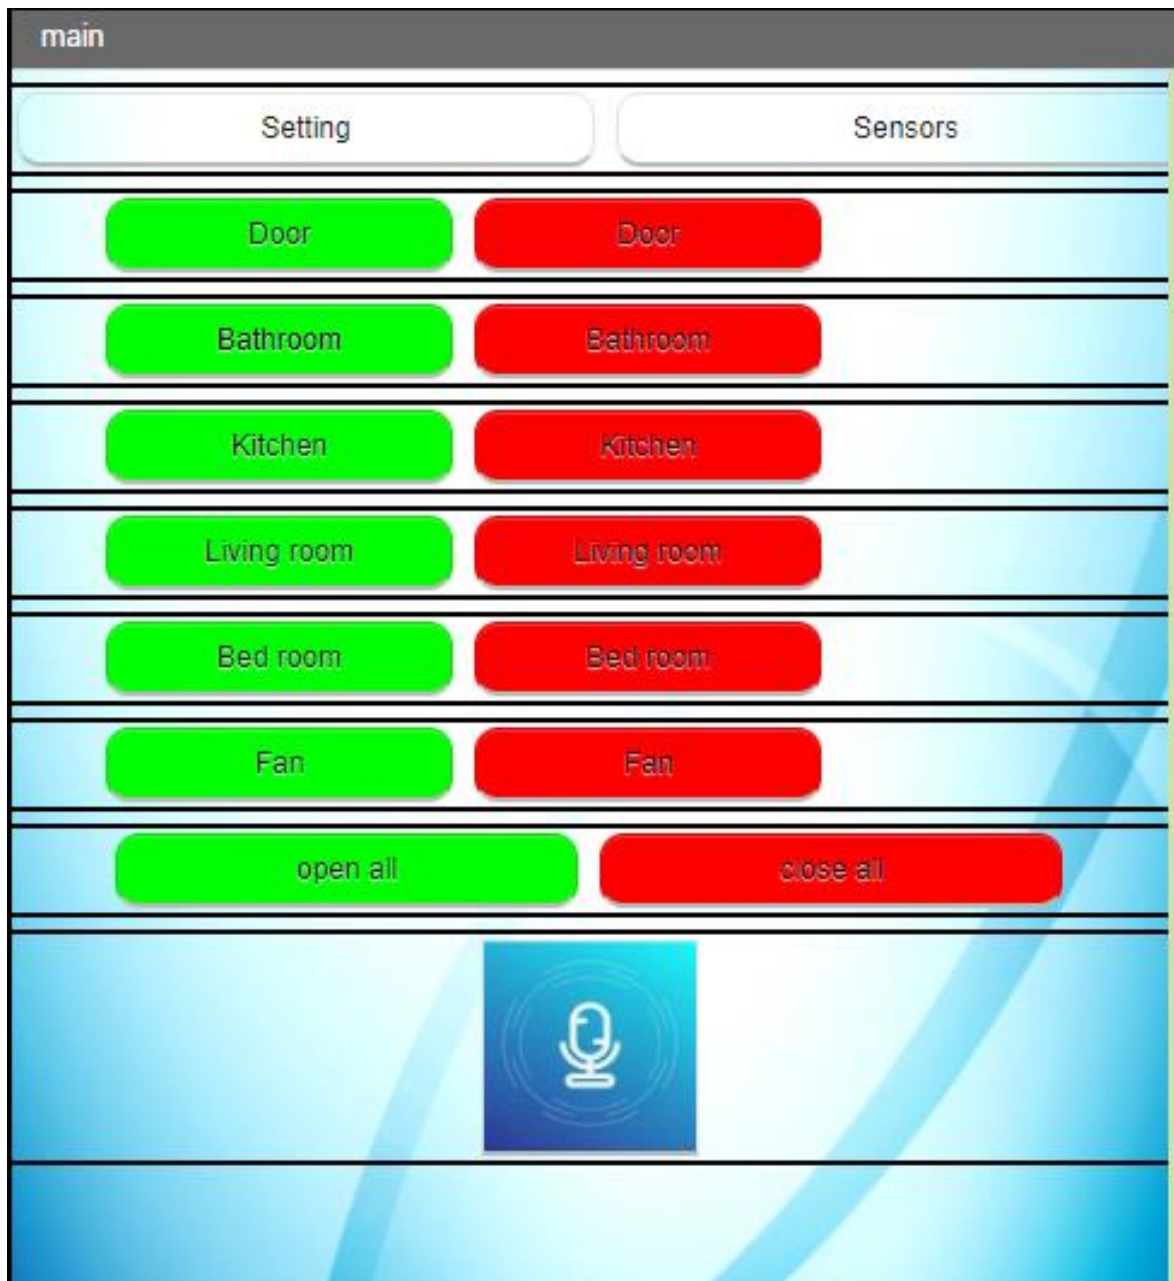 main
Setting Sensors
Door Door
Bathroom Bathroom
Kitchen Kitchen
Living room Living room
Bed room Bed room
Fan Fan
open all close all